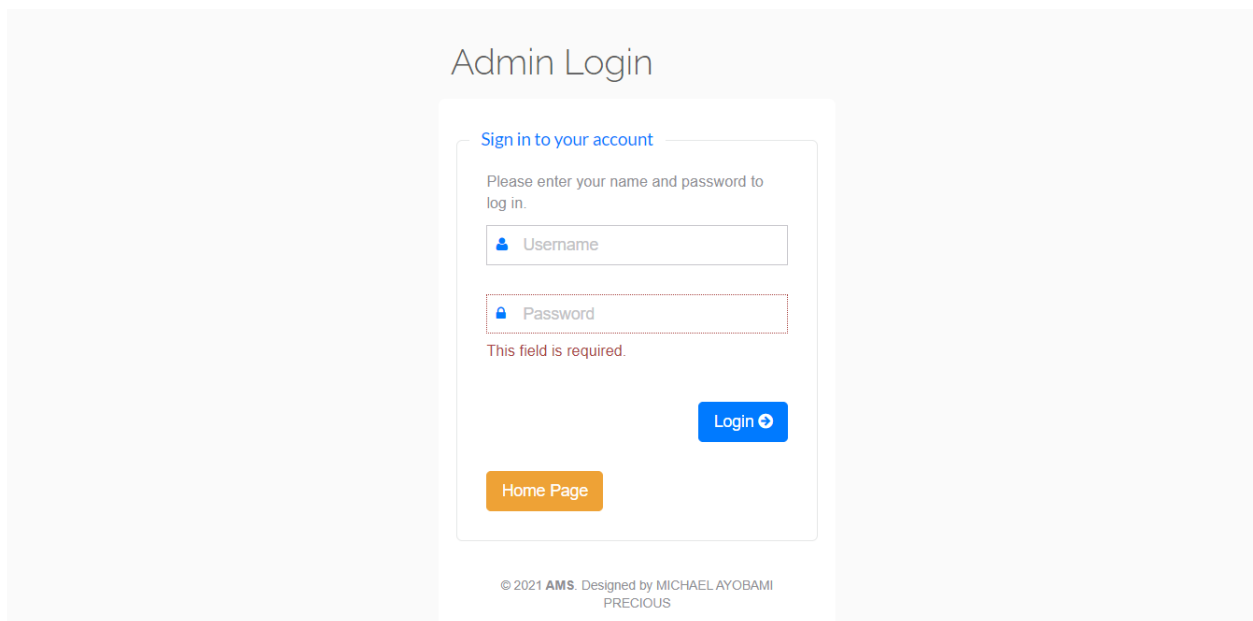 Admin Login
Sign in to your account
Please enter your name and password to
log in.
Username
Password
This field is required.
Login
Home Page
© 2021 AMS. Designed by MICHAEL AYOBAMI
PRECIOUS